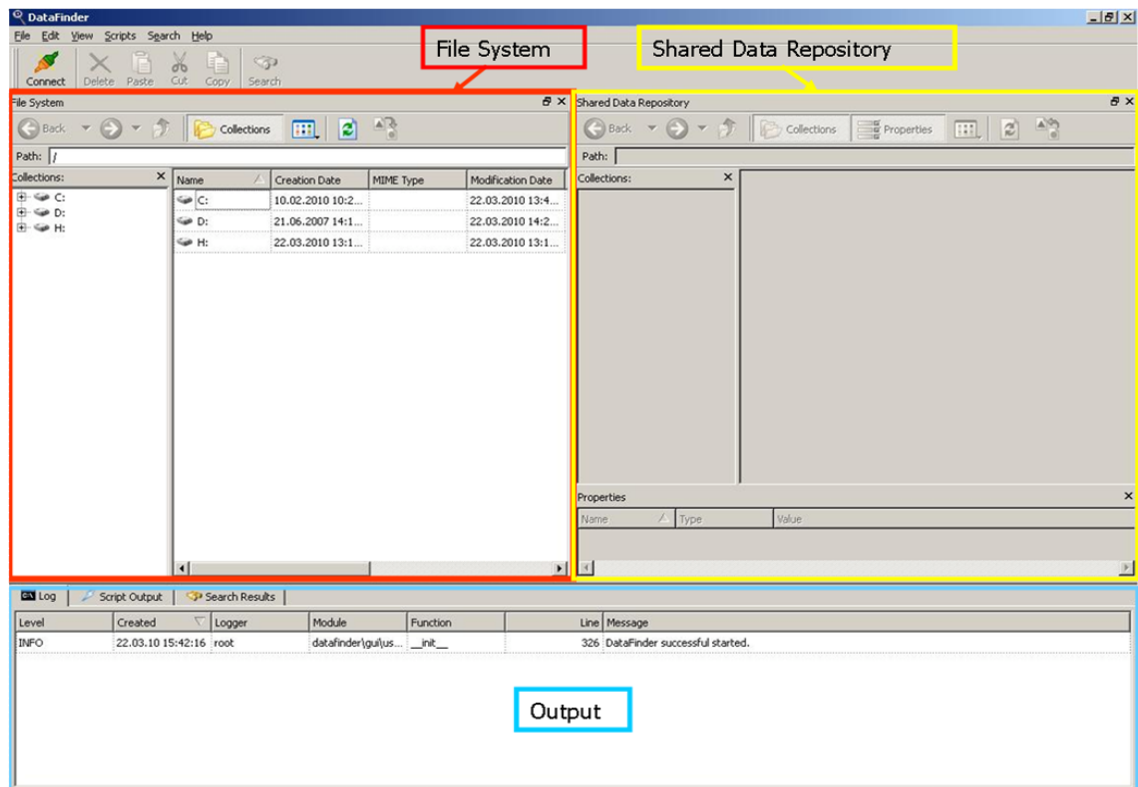 DataFinder
File Edit View Scripts Search Help
Connect Delete Paste Cut Copy Search
File System
Shared Data Repository
File System
Back Collections
Path: /
Collections:
C:
D:
H:
Name Creation Date MIME Type Modification Date
C: 10.02.2010 10:2... 22.03.2010 13:4...
D: 21.06.2007 14:1... 22.03.2010 14:2...
H: 22.03.2010 13:1... 22.03.2010 13:1...
Shared Data Repository
Back Collections Properties
Path:
Collections:
Properties
Name Type Value
Log Script Output Search Results
Level Created Logger Module Function Line Message
INFO 22.03.10 15:42:16 root datafinder\gui\us... __init__ 326 DataFinder successful started.
Output